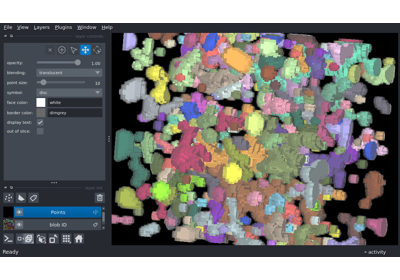 File View Layers Plugins Window Help
opacity: 1.00
blending: translucent
point size: 10
symbol: disc
face color: white
border color: dimgrey
display text:
out of slice:
Points
blob ID
Ready
activity